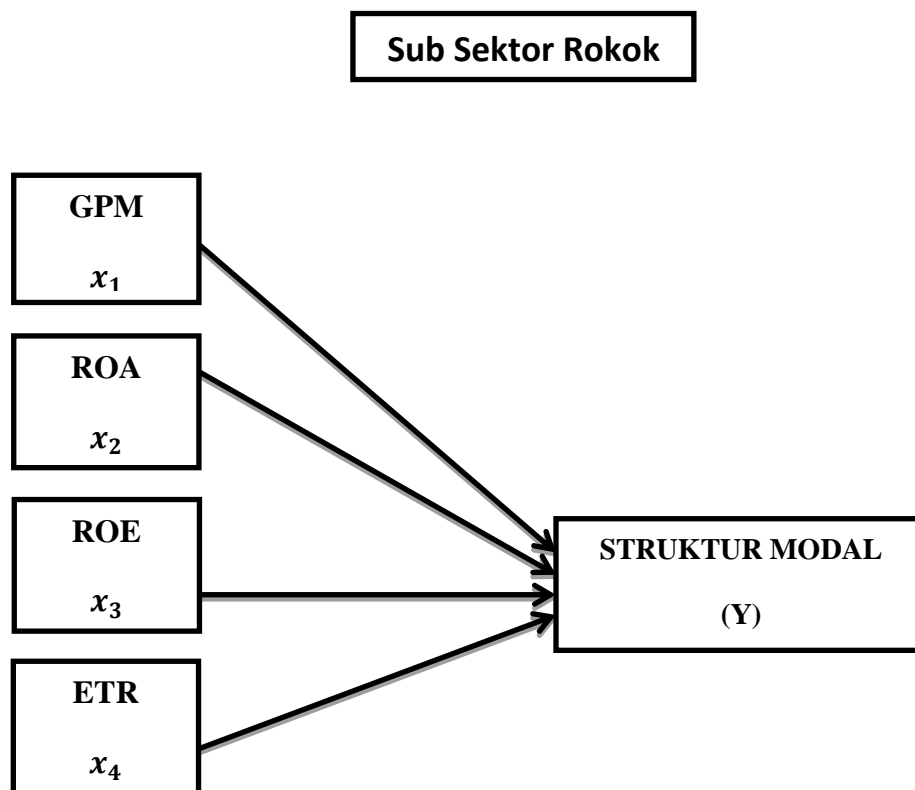 Sub Sektor Rokok
GPM
x₁
ROA
x₂
ROE
x₃
ETR
x₄
STRUKTUR MODAL
(Y)